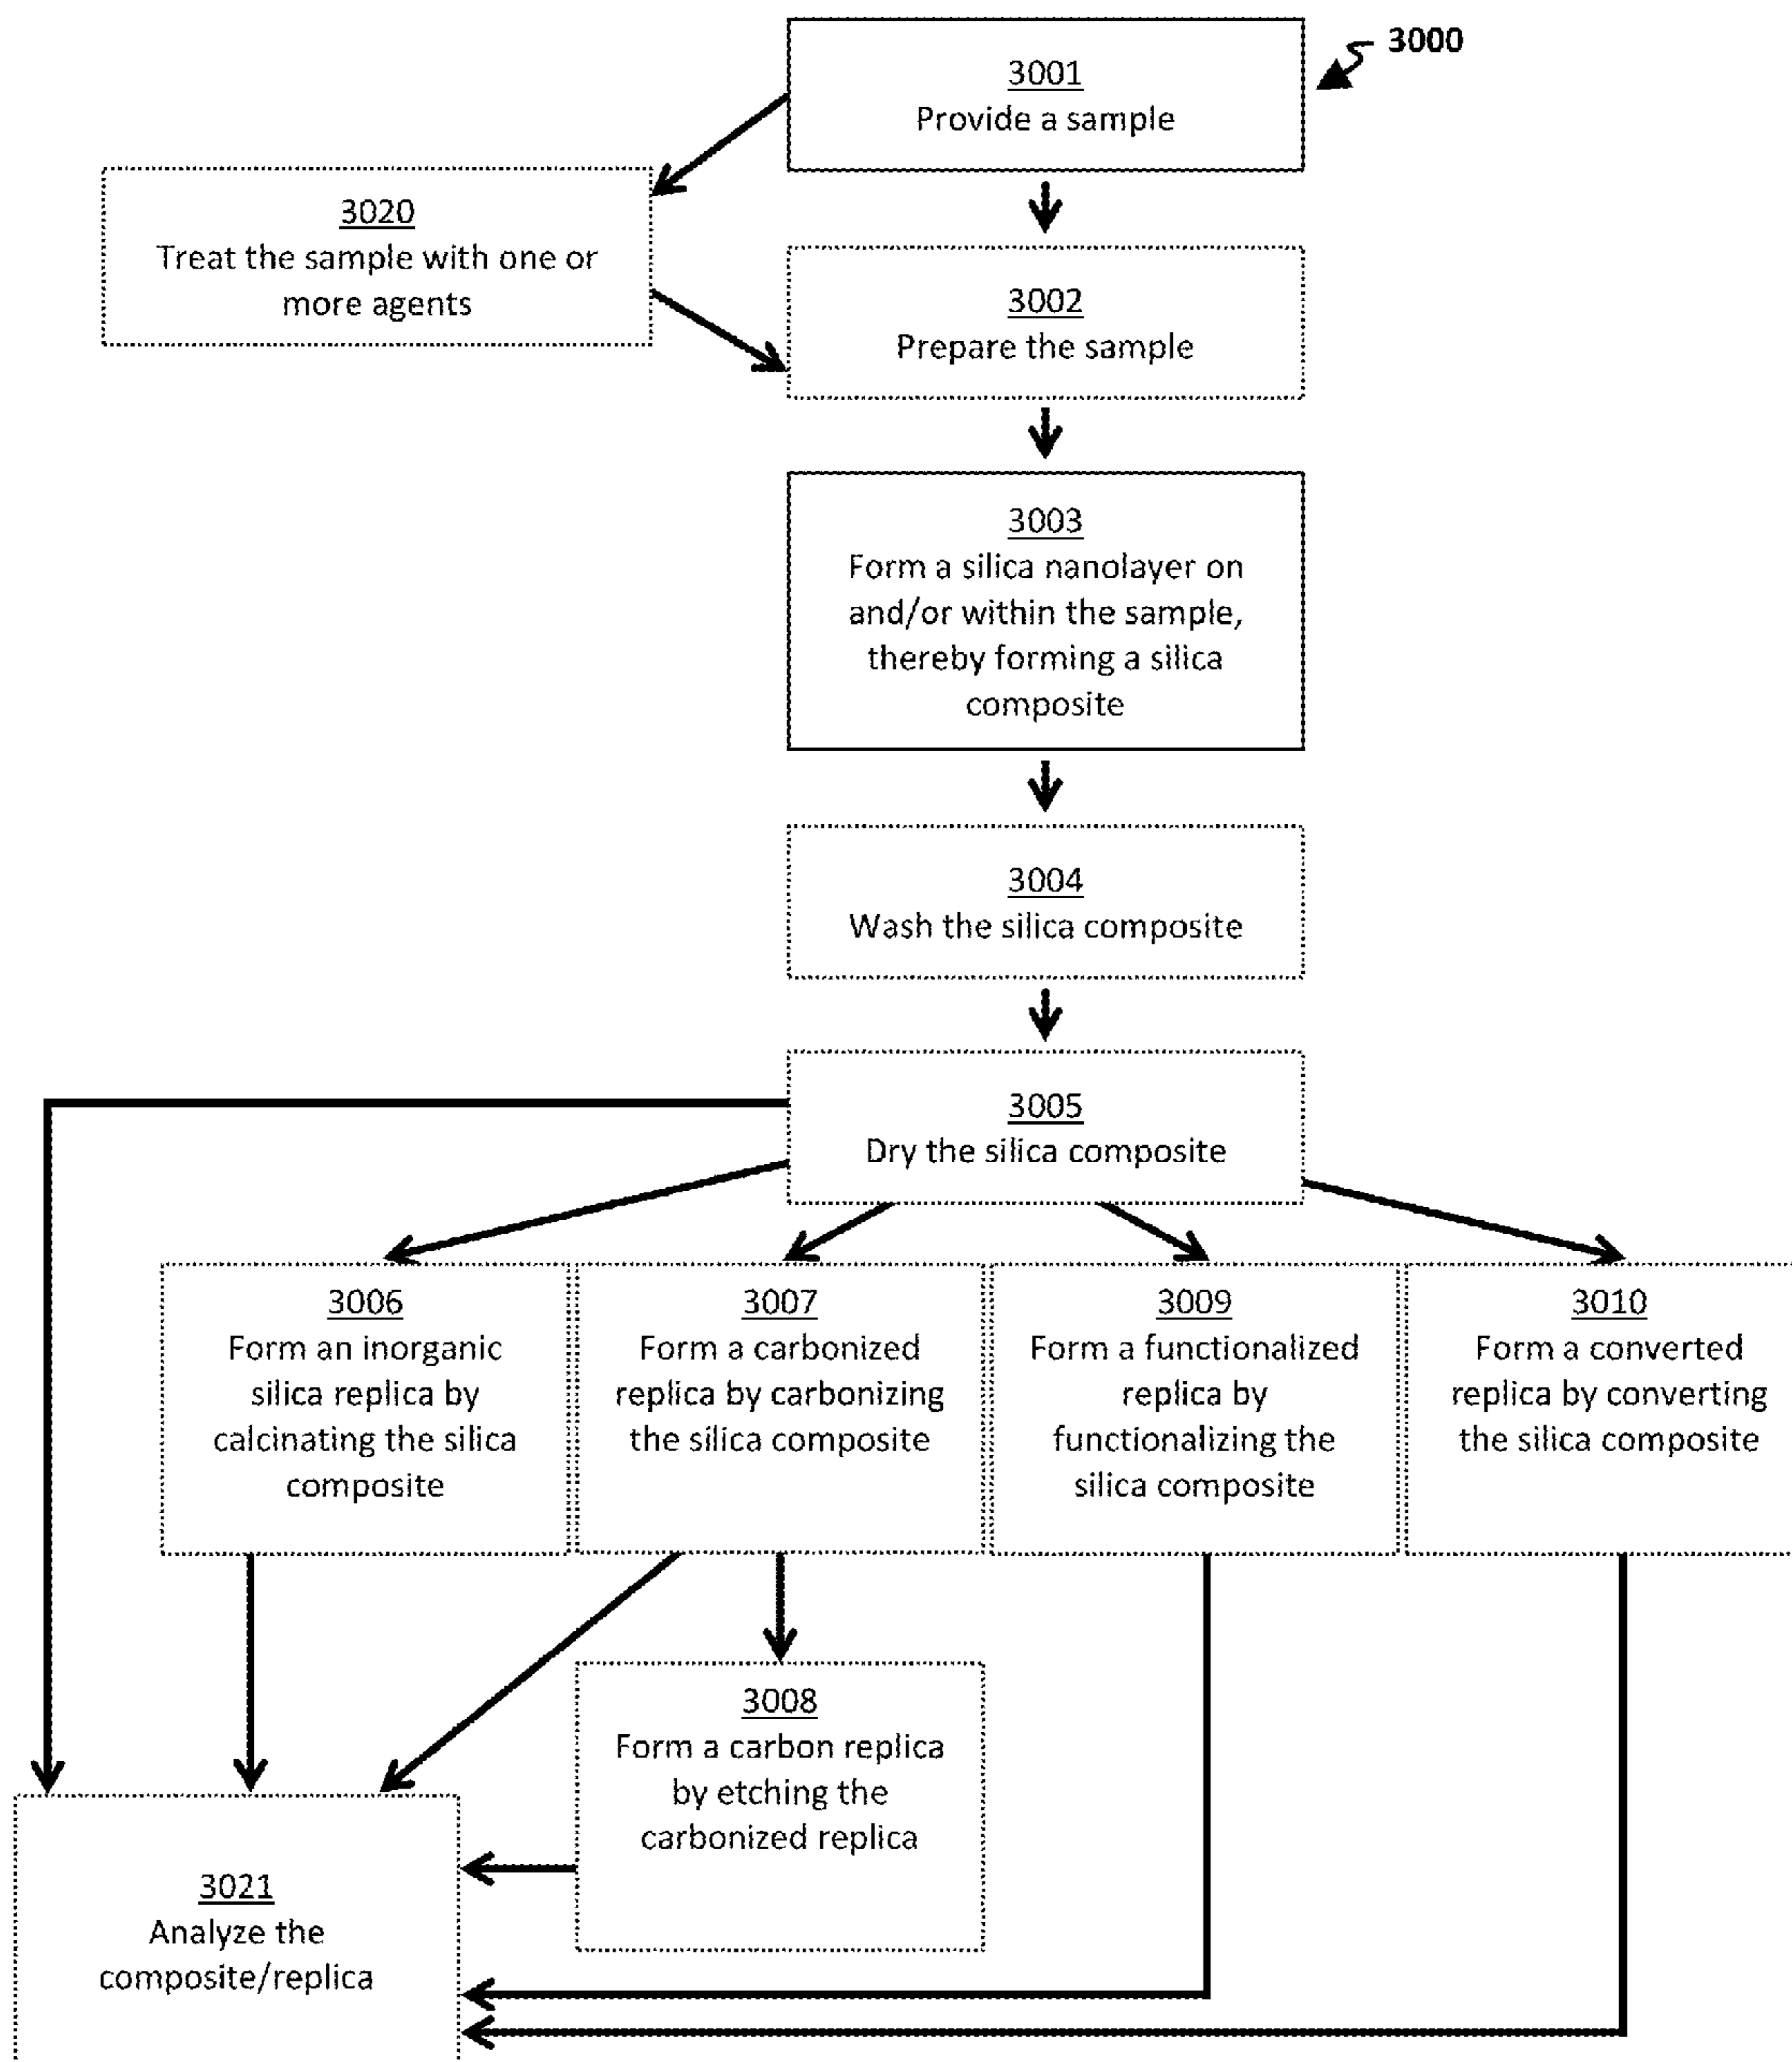 3000
3001
Provide a sample
3020
Treat the sample with one or
more agents
3002
Prepare the sample
3003
Form a silica nanolayer on
and/or within the sample,
thereby forming a silica
composite
3004
Wash the silica composite
3005
Dry the silica composite
3006
Form an inorganic
silica replica by
calcinating the silica
composite
3007
Form a carbonized
replica by carbonizing
the silica composite
3009
Form a functionalized
replica by
functionalizing the
silica composite
3010
Form a converted
replica by converting
the silica composite
3008
Form a carbon replica
by etching the
carbonized replica
3021
Analyze the
composite/replica